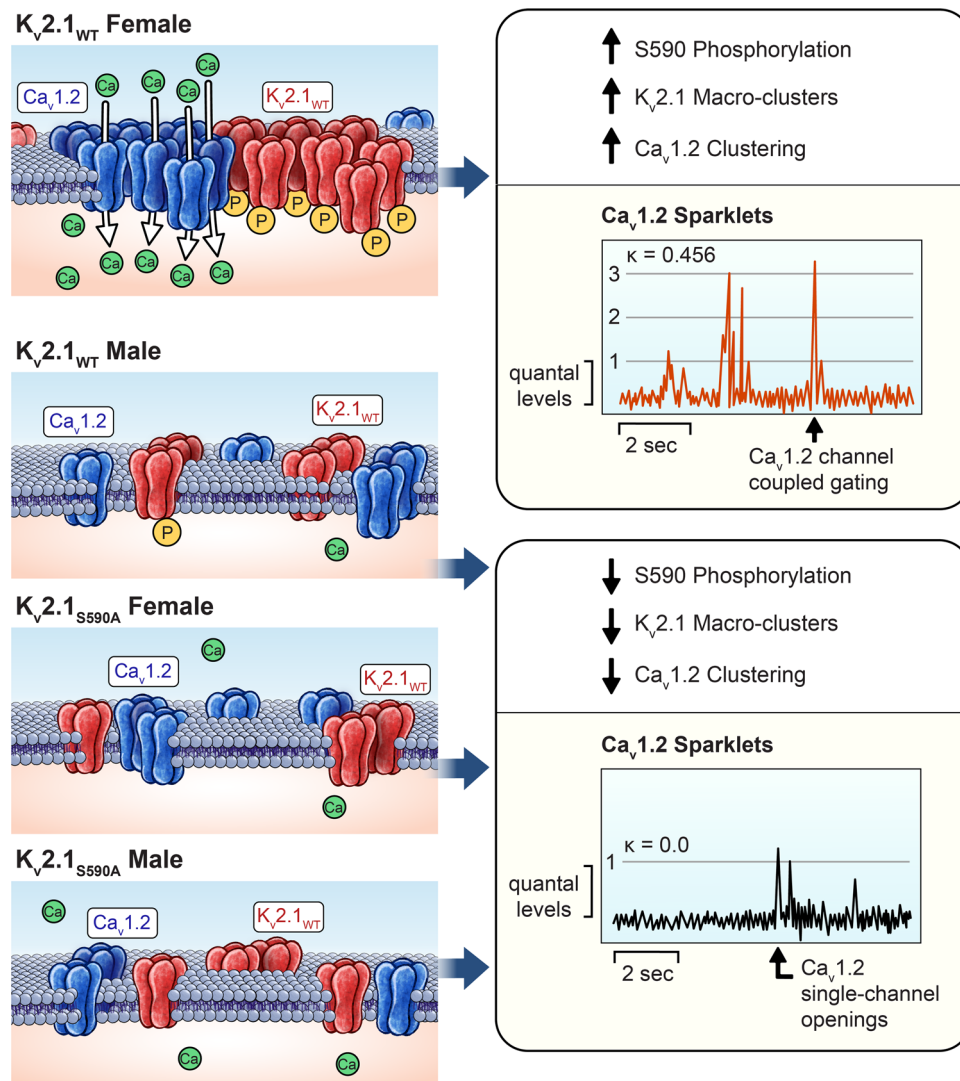 Kv2.1WT Female
Cav1.2
Kv2.1WT
Ca
Ca
Ca
Ca
Ca
Ca
Ca
Ca
Ca
Ca
P
P
P
P
P
P
↑ S590 Phosphorylation
↑ Kv2.1 Macro-clusters
↑ Cav1.2 Clustering
Cav1.2 Sparklets
κ = 0.456
3
2
1
quantal
levels
2 sec
Cav1.2 channel
coupled gating
Kv2.1WT Male
Cav1.2
Kv2.1WT
P
Ca
Kv2.1S590A Female
Ca
Cav1.2
Kv2.1WT
Ca
Kv2.1S590A Male
Ca
Cav1.2
Kv2.1WT
Ca
Ca
↓ S590 Phosphorylation
↓ Kv2.1 Macro-clusters
↓ Cav1.2 Clustering
Cav1.2 Sparklets
κ = 0.0
1
quantal
levels
2 sec
Cav1.2
single-channel
openings